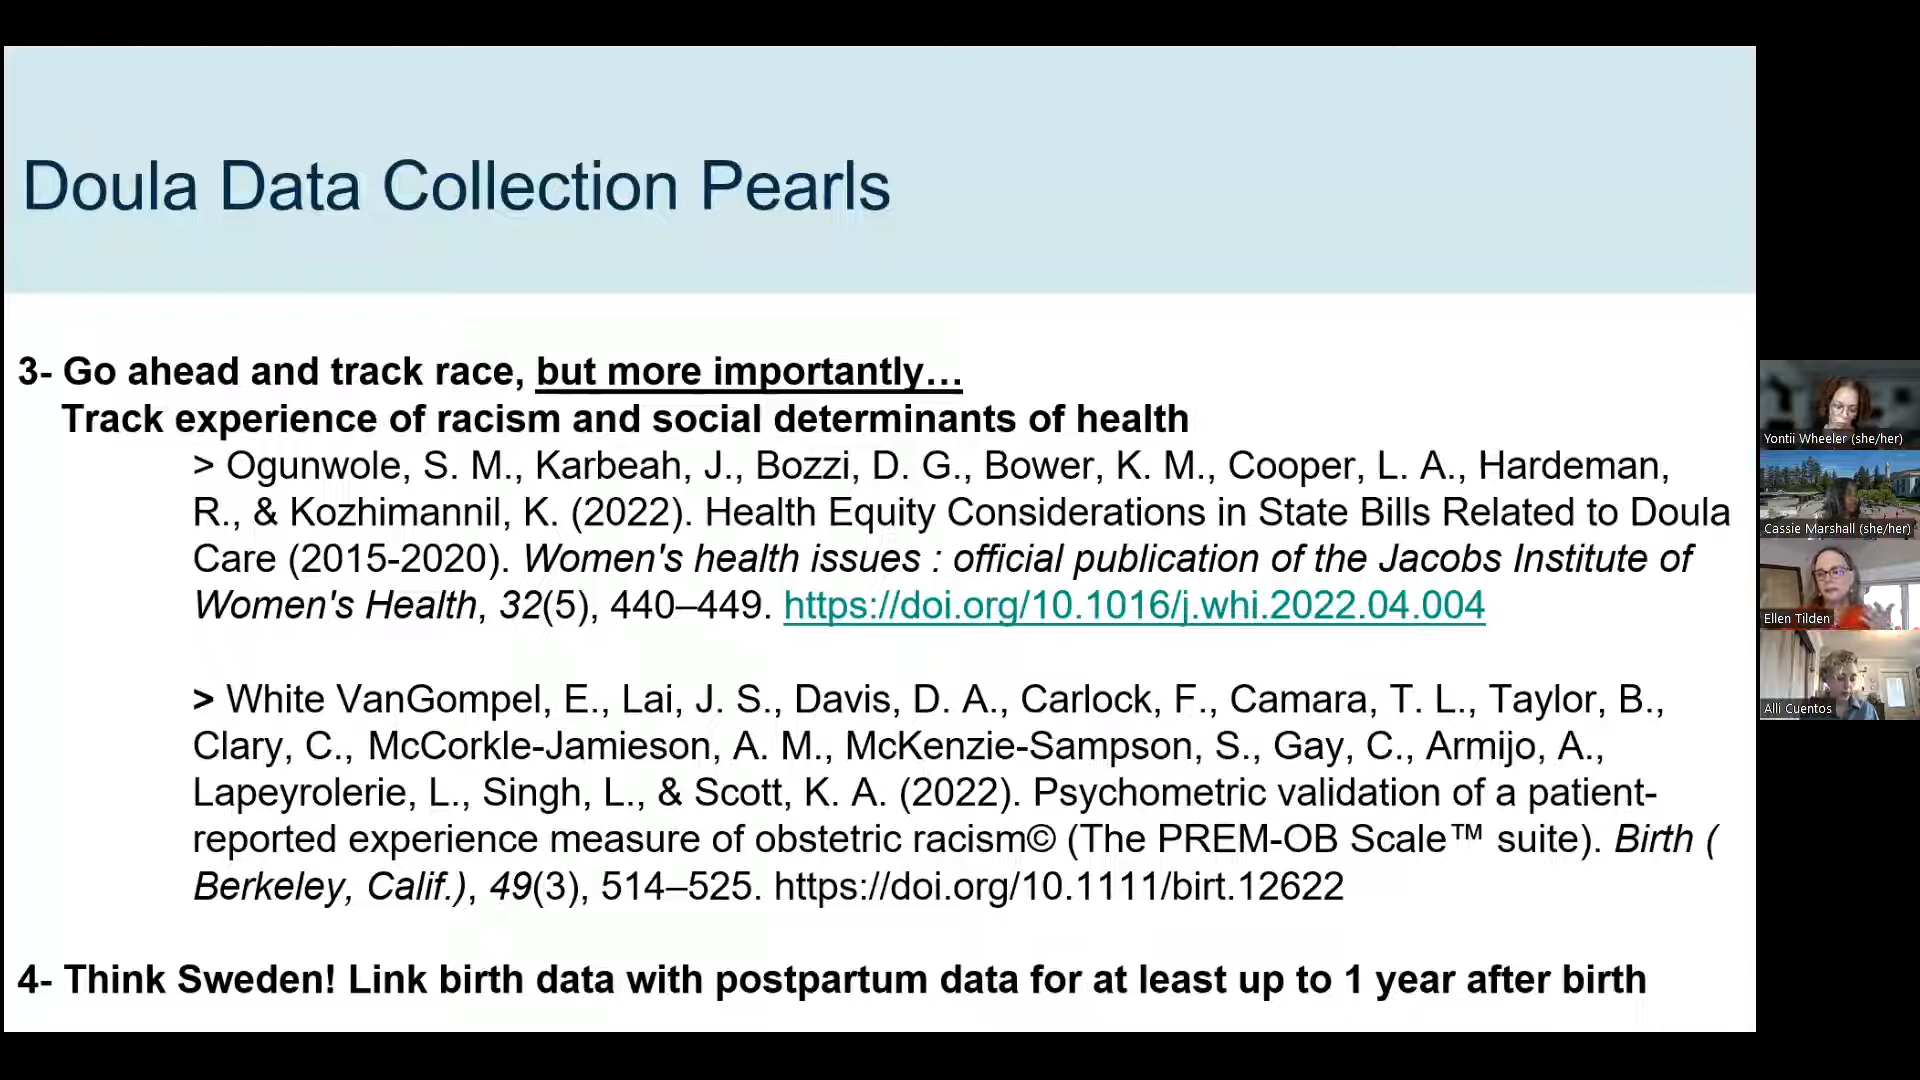 Doula Data Collection Pearls
3- Go ahead and track race, but more importantly…
Track experience of racism and social determinants of health
> Ogunwole, S. M., Karbeah, J., Bozzi, D. G., Bower, K. M., Cooper, L. A., Hardeman,
R., & Kozhimannil, K. (2022). Health Equity Considerations in State Bills Related to Doula
Care (2015-2020). Women's health issues : official publication of the Jacobs Institute of
Women's Health, 32(5), 440–449. https://doi.org/10.1016/j.whi.2022.04.004
> White VanGompel, E., Lai, J. S., Davis, D. A., Carlock, F., Camara, T. L., Taylor, B.,
Clary, C., McCorkle-Jamieson, A. M., McKenzie-Sampson, S., Gay, C., Armijo, A.,
Lapeyrolerie, L., Singh, L., & Scott, K. A. (2022). Psychometric validation of a patient-
reported experience measure of obstetric racism© (The PREM-OB Scale™ suite). Birth (
Berkeley, Calif.), 49(3), 514–525. https://doi.org/10.1111/birt.12622
4- Think Sweden! Link birth data with postpartum data for at least up to 1 year after birth
Yontii Wheeler (she/her)
Cassie Marshall (she/her)
Ellen Tilden
Alli Cuentos